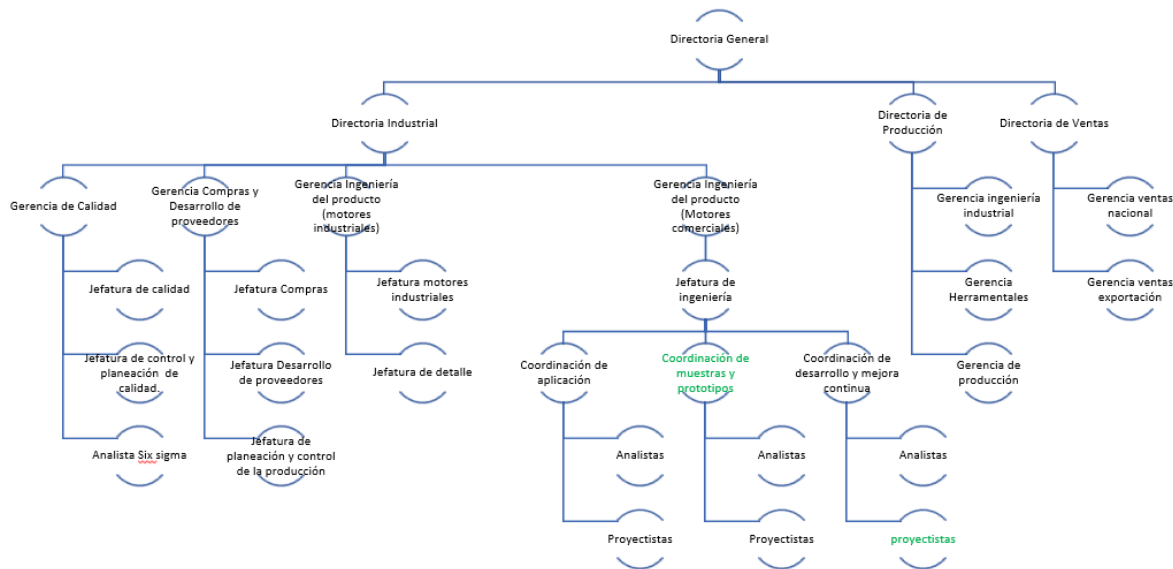 Directoria General
Directoria Industrial
Directoria de
Producción
Directoria de Ventas
Gerencia de Calidad
Gerencia Compras y
Desarrollo de
proveedores
Gerencia Ingeniería
del producto
(motores
industriales)
Gerencia Ingeniería
del producto
(Motores
comerciales)
Gerencia ingeniería
industrial
Gerencia ventas
nacional
Jefatura de calidad
Jefatura Compras
Jefatura motores
industriales
Jefatura de
ingeniería
Gerencia
Herramentales
Gerencia ventas
exportación
Jefatura de control y
planeación de
calidad.
Jefatura Desarrollo
de proveedores
Jefatura de detalle
Coordinación de
aplicación
Coordinación de
muestras y
prototipos
Coordinación de
desarrollo y mejora
continua
Gerencia de
producción
Analista Six sigma
Jefatura de
planeación y control
de la producción
Analistas
Analistas
Analistas
Proyectistas
Proyectistas
proyectistas